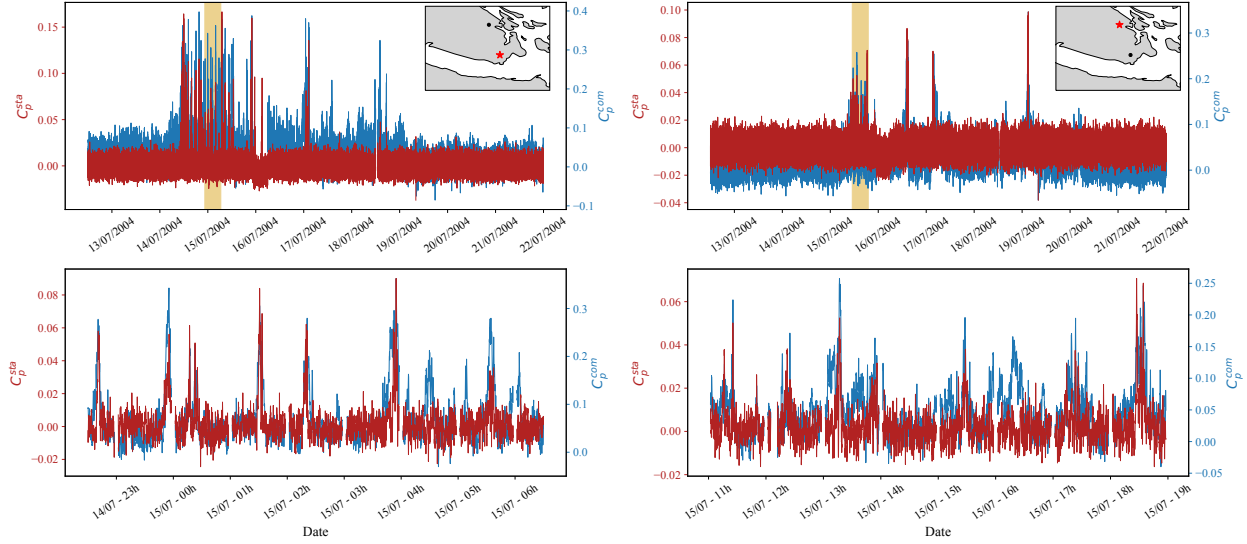 0.15
0.10
0.05
0.00
C_p^sta
0.4
0.3
0.2
0.1
0.0
−0.1
C_p^com
13/07/2004
14/07/2004
15/07/2004
16/07/2004
17/07/2004
18/07/2004
19/07/2004
20/07/2004
21/07/2004
22/07/2004
0.10
0.08
0.06
0.04
0.02
0.00
−0.02
−0.04
C_p^sta
0.3
0.2
0.1
0.0
C_p^com
13/07/2004
14/07/2004
15/07/2004
16/07/2004
17/07/2004
18/07/2004
19/07/2004
20/07/2004
21/07/2004
22/07/2004
0.08
0.06
0.04
0.02
0.00
−0.02
C_p^sta
0.3
0.2
0.1
0.0
C_p^com
14/07 - 23h
15/07 - 00h
15/07 - 01h
15/07 - 02h
15/07 - 03h
15/07 - 04h
15/07 - 05h
15/07 - 06h
Date
0.06
0.04
0.02
0.00
−0.02
C_p^sta
0.25
0.20
0.15
0.10
0.05
0.00
−0.05
C_p^com
15/07 - 11h
15/07 - 12h
15/07 - 13h
15/07 - 14h
15/07 - 15h
15/07 - 16h
15/07 - 17h
15/07 - 18h
15/07 - 19h
Date